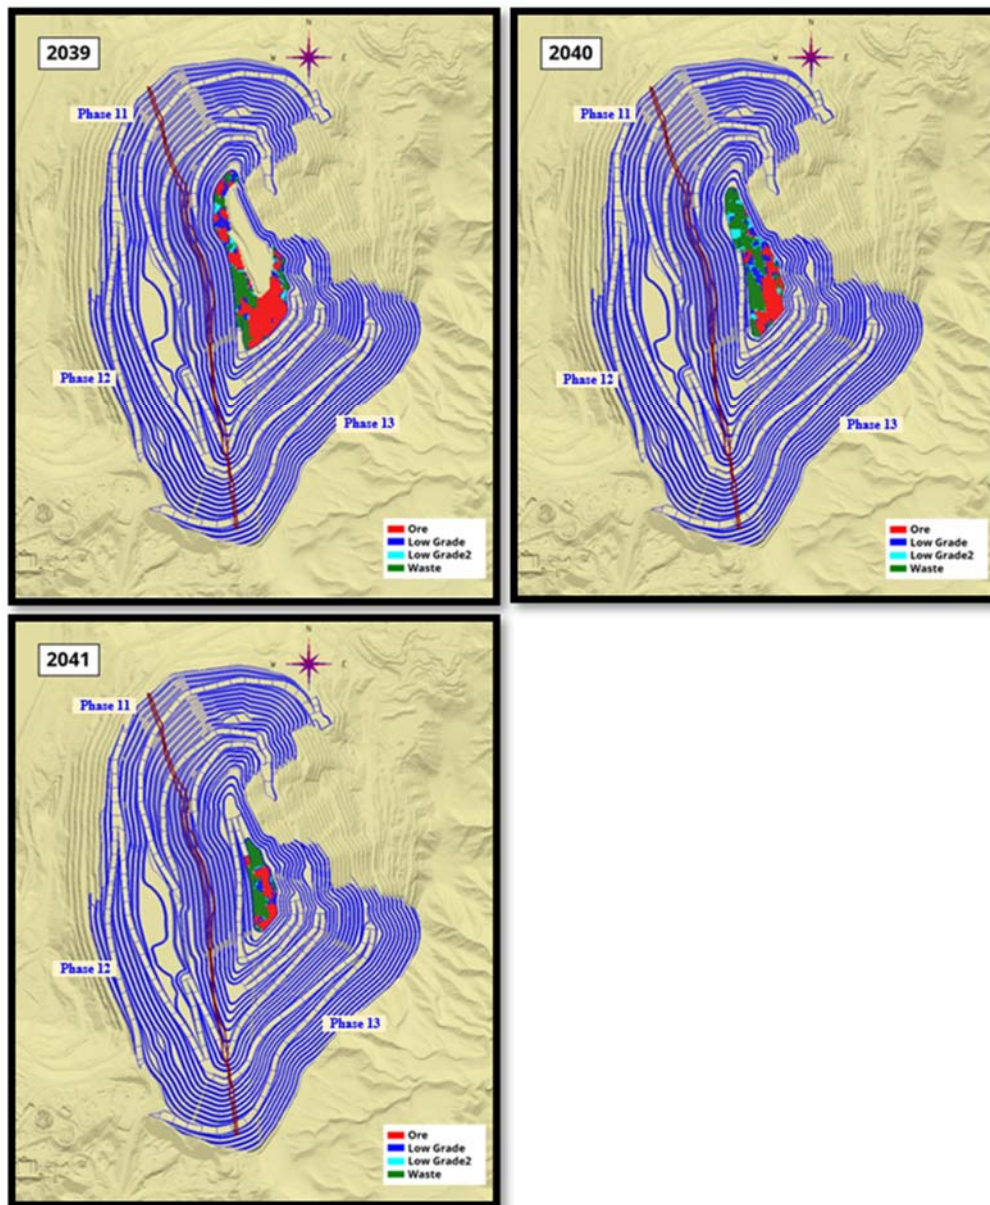 2039
N
W
E
Phase 11
Phase 12
Phase 13
Ore
Low Grade
Low Grade2
Waste
2040
N
W
E
Phase 11
Phase 12
Phase 13
Ore
Low Grade
Low Grade2
Waste
2041
N
W
E
Phase 11
Phase 12
Phase 13
Ore
Low Grade
Low Grade2
Waste